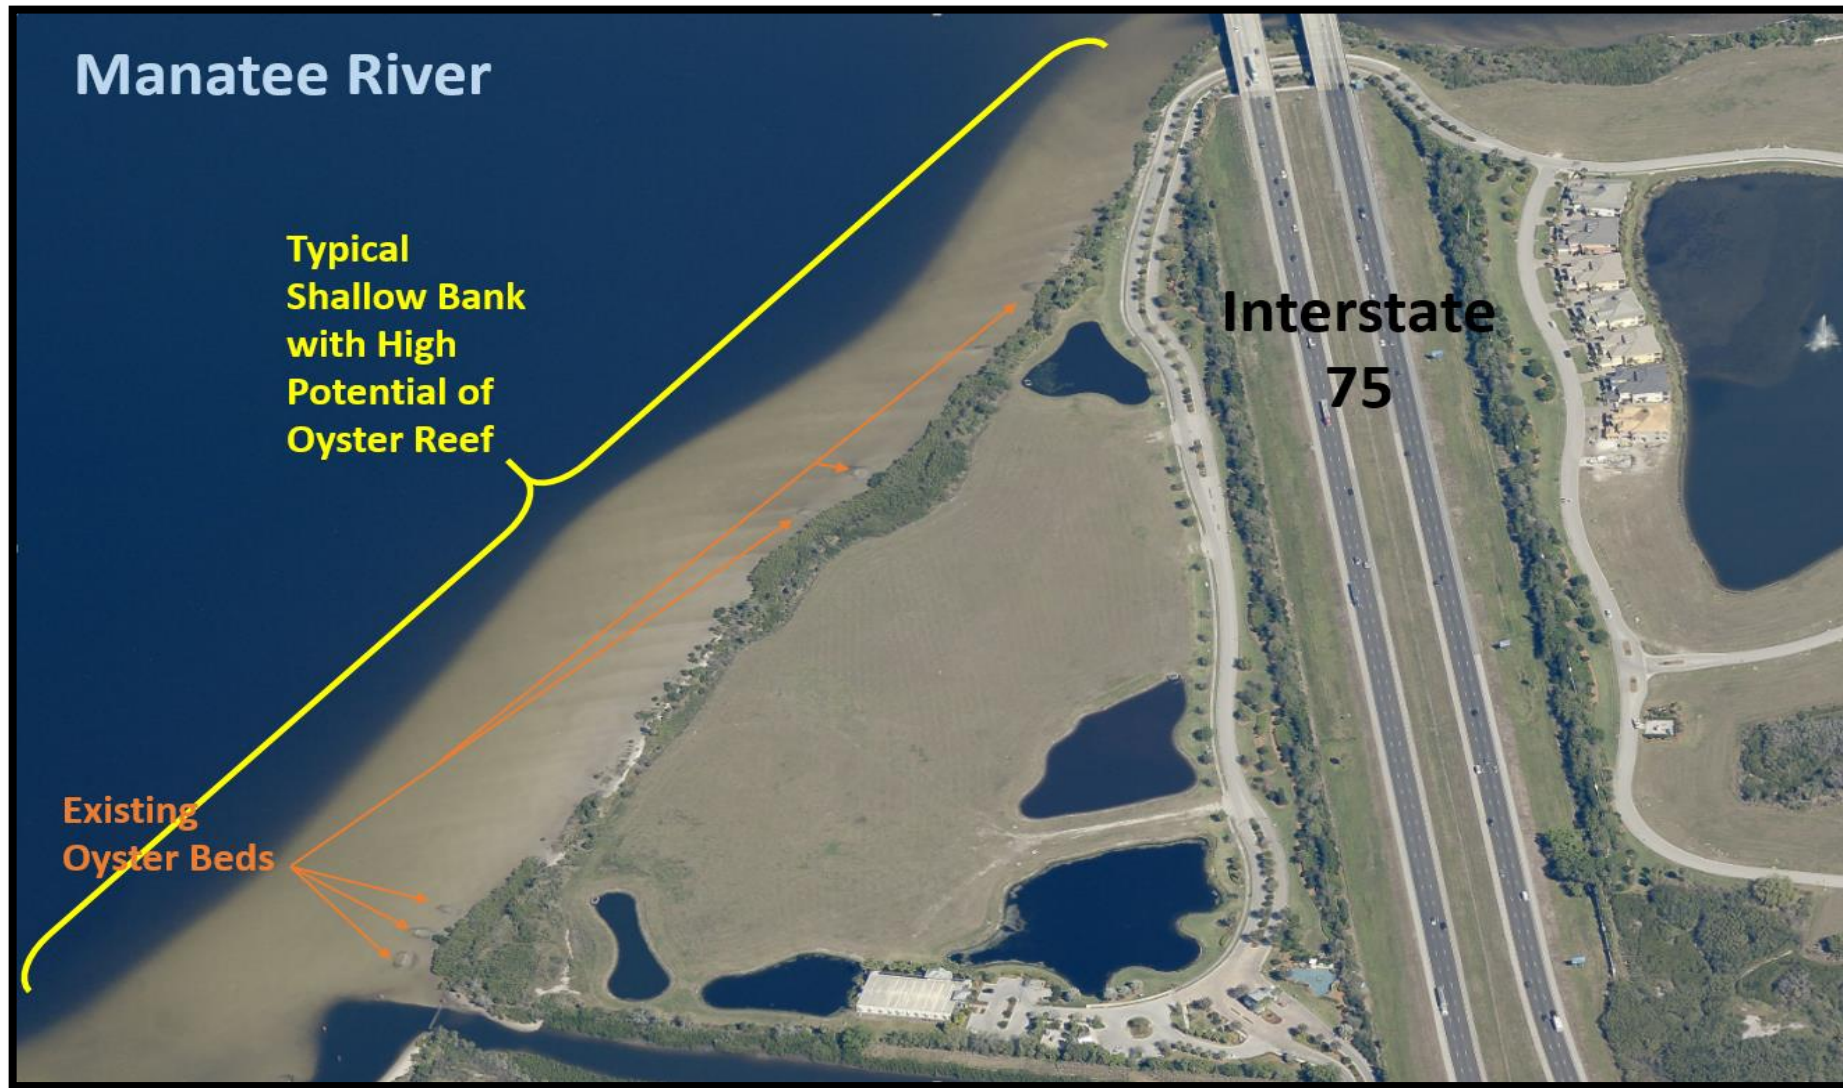 Manatee River
Typical
Shallow Bank
with High
Potential of
Oyster Reef
Interstate
75
Existing
Oyster Beds